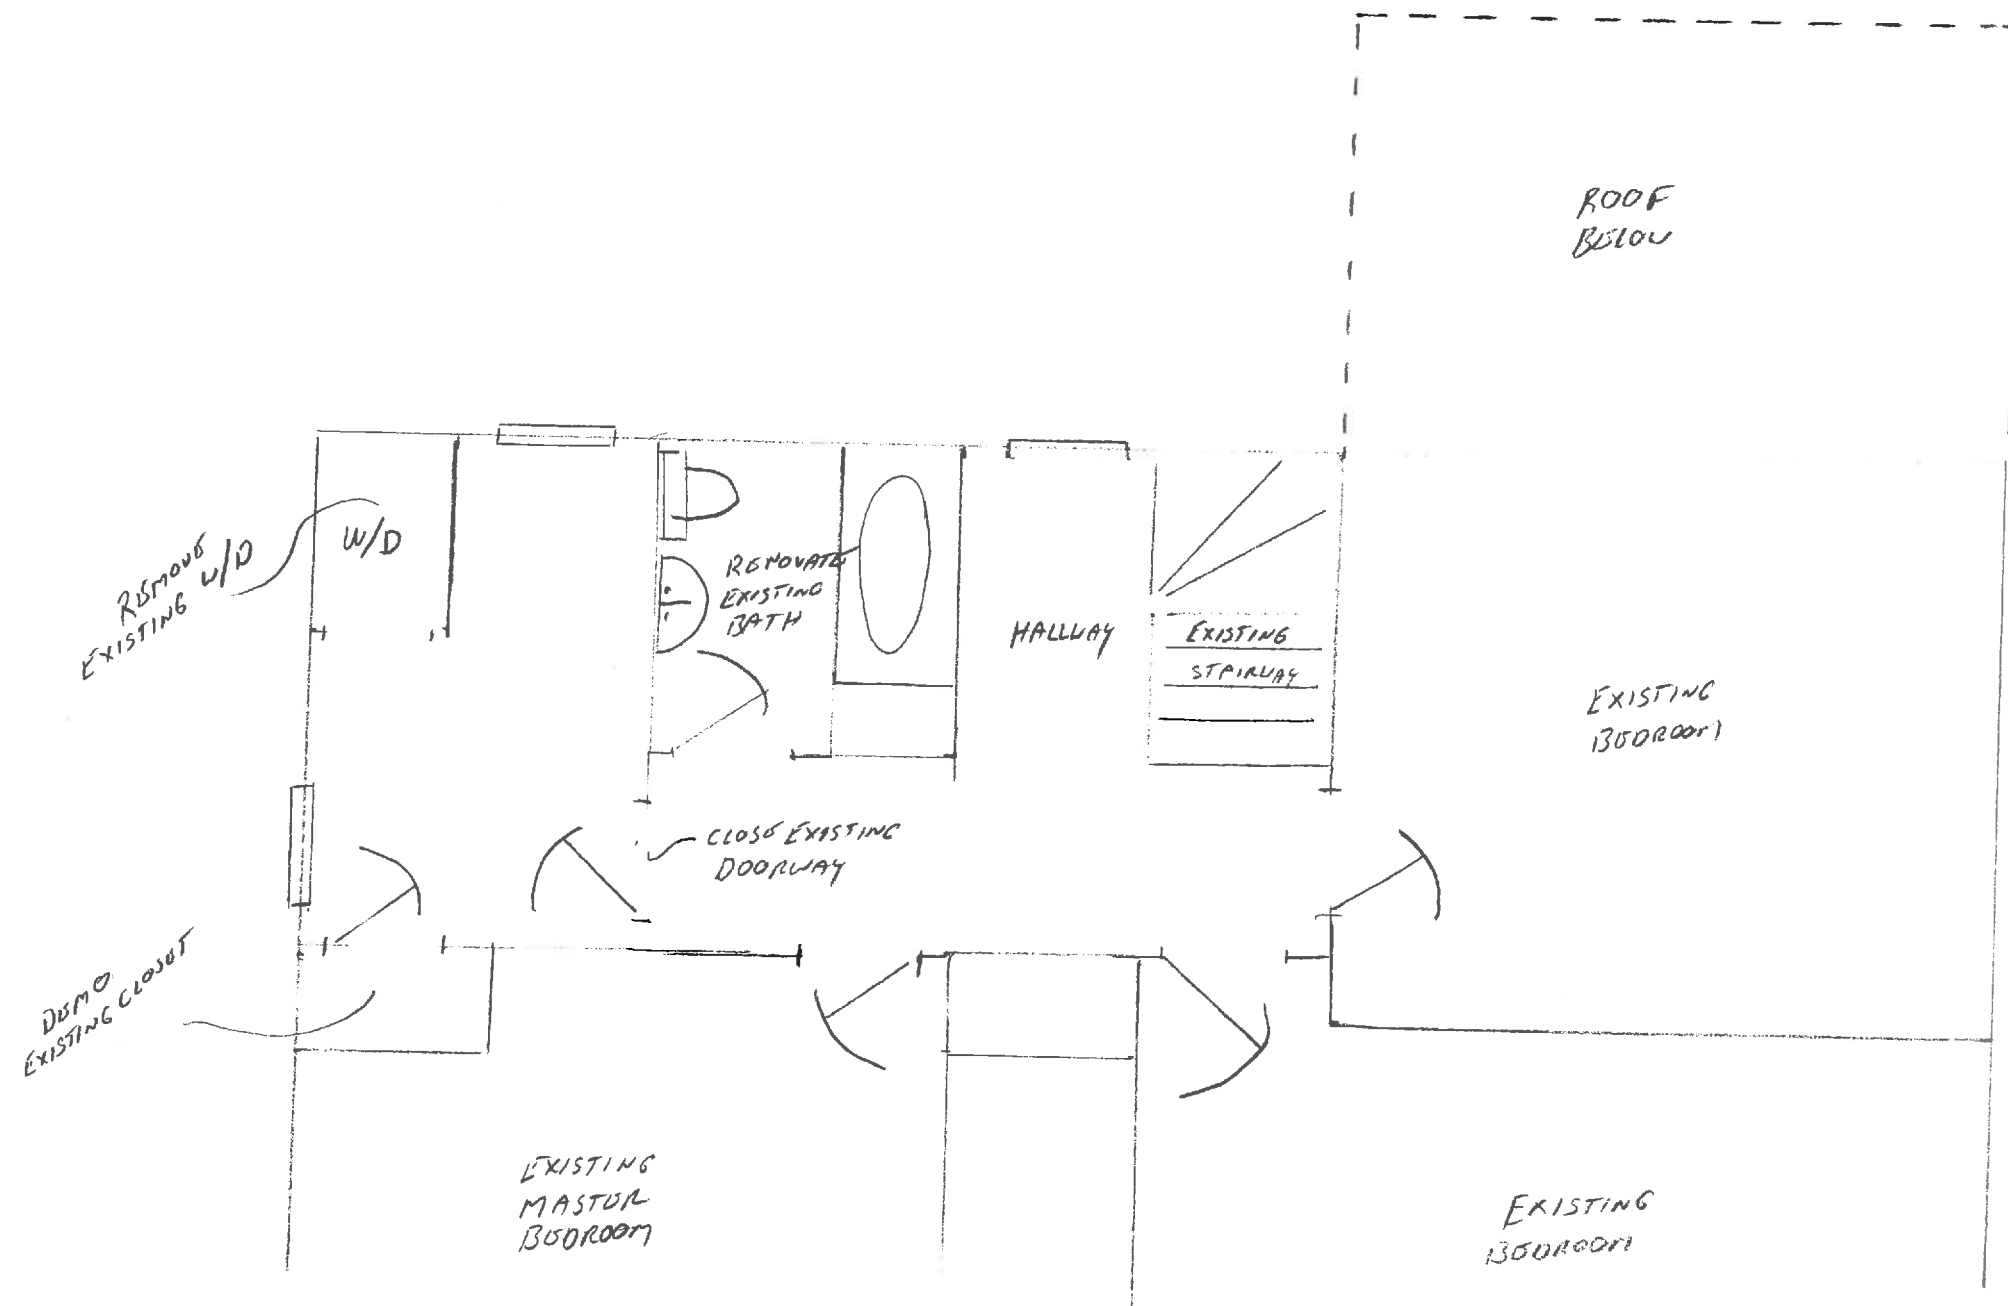 ROOF
BELOW
REMOVE
EXISTING W/D
W/D
RENOVATE
EXISTING
BATH
HALLWAY
EXISTING
STAIRWAY
EXISTING
BEDROOM
CLOSE EXISTING
DOORWAY
DEMO
EXISTING CLOSET
EXISTING
MASTER
BEDROOM
EXISTING
BEDROOM